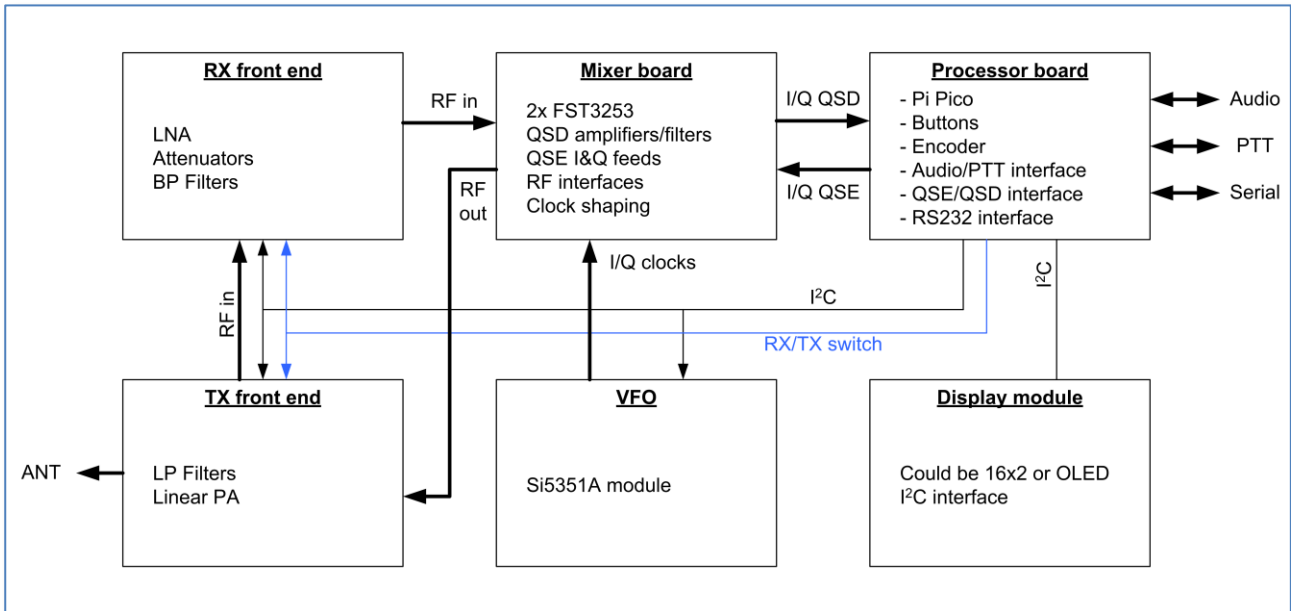 RX front end
LNA
Attenuators
BP Filters
RF in
Mixer board
2x FST3253
QSD amplifiers/filters
QSE I&Q feeds
RF interfaces
Clock shaping
I/Q QSD
I/Q QSE
Processor board
- Pi Pico
- Buttons
- Encoder
- Audio/PTT interface
- QSE/QSD interface
- RS232 interface
Audio
PTT
Serial
RF
out
I/Q clocks
RF in
I²C
I²C
RX/TX switch
TX front end
LP Filters
Linear PA
ANT
VFO
Si5351A module
Display module
Could be 16x2 or OLED
I²C interface